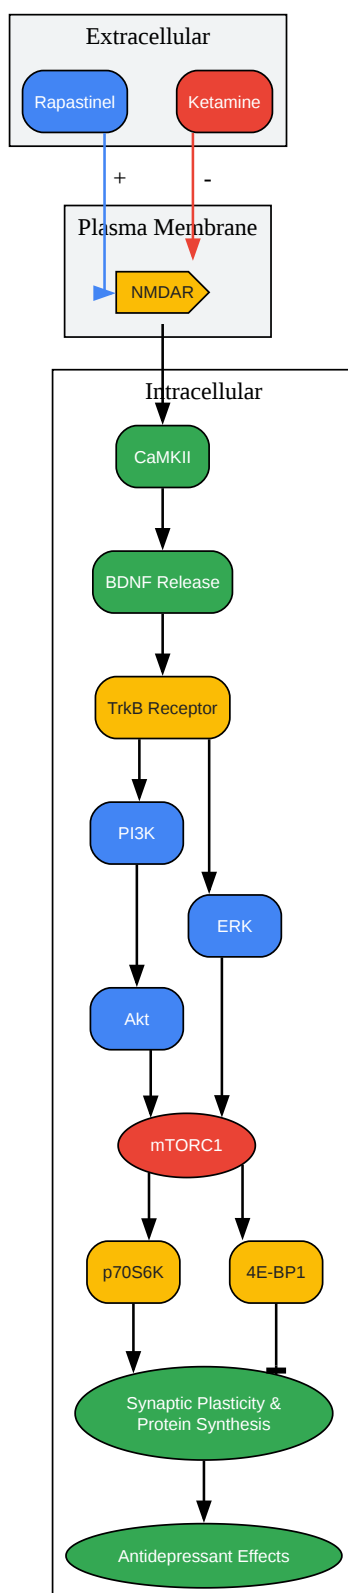 Extracellular
Rapastinel
Ketamine
+
-
Plasma Membrane
NMDAR
Intracellular
CaMKII
BDNF Release
TrkB Receptor
PI3K
ERK
Akt
mTORC1
p70S6K
4E-BP1
Synaptic Plasticity &
Protein Synthesis
Antidepressant Effects